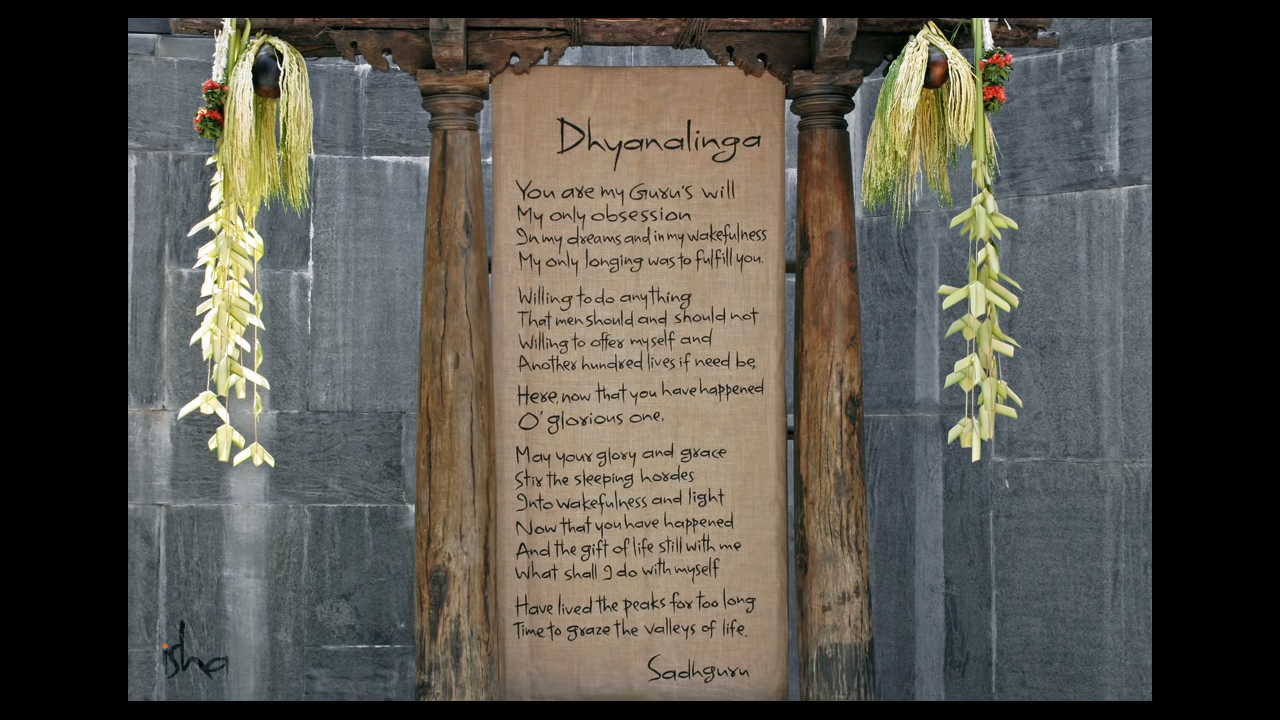 Dhyanalinga
You are my Guru's will
My only obsession
In my dreams and in my wakefulness
My only longing was to fulfill you.
Willing to do anything
That men should and should not
Willing to offer myself and
Another hundred lives if need be,
Here, now that you have happened
O' glorious one.
May your glory and grace
Stir the sleeping hordes
Into wakefulness and light
Now that you have happened
And the gift of life still with me
What shall I do with myself
Have lived the peaks for too long
Time to graze the valleys of life.
Sadhguru
isha